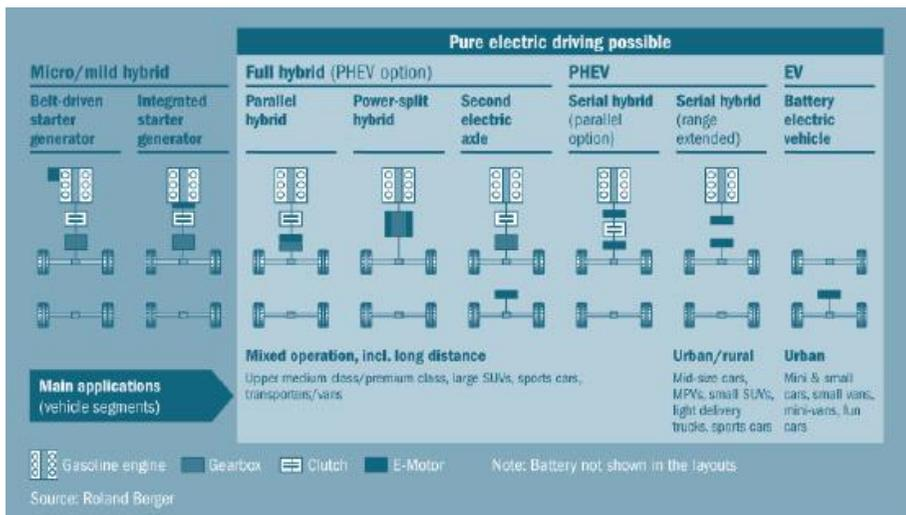 Pure electric driving possible
Micro/mild hybrid
Full hybrid (PHEV option)
PHEV
EV
Belt-driven
starter
generator
Integrated
starter
generator
Parallel
hybrid
Power-split
hybrid
Second
electric
axle
Serial hybrid
(parallel
option)
Serial hybrid
(range
extended)
Battery
electric
vehicle
Mixed operation, incl. long distance
Upper medium class/premium class, large SUVs, sports cars,
transporters/vans
Urban/rural
Mid-size cars,
MPVs, small SUVs,
light delivery
trucks, sports cars
Urban
Mini & small
cars, small vans,
mini-vans, fun
cars
Main applications
(vehicle segments)
Gasoline engine
Gearbox
Clutch
E-Motor
Note: Battery not shown in the layouts
Source: Roland Berger